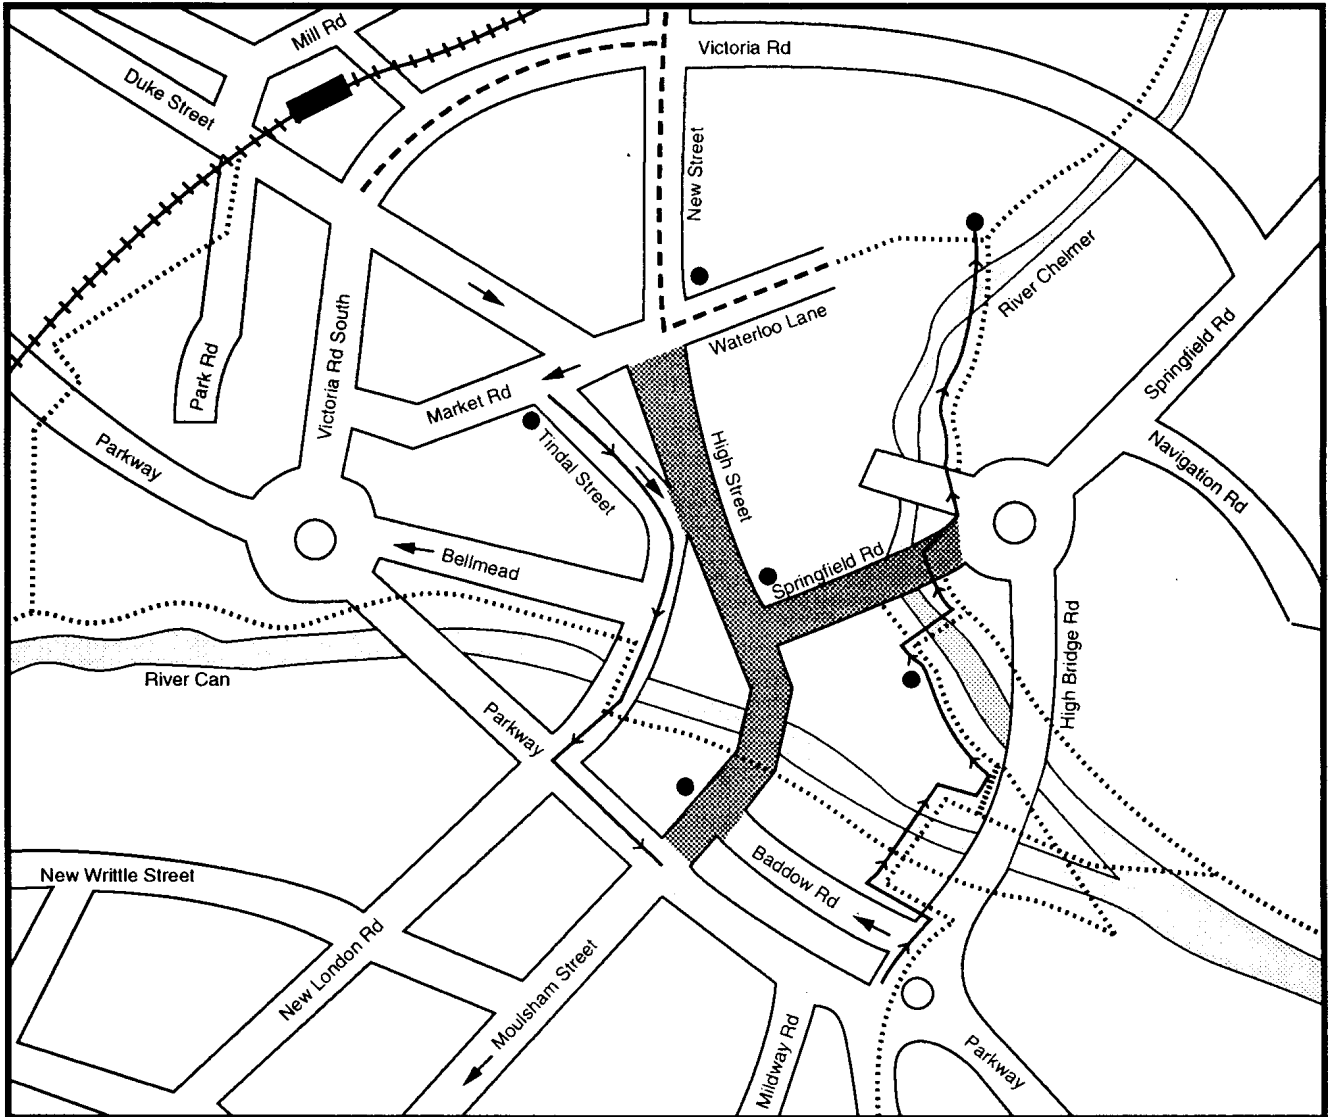 Mill Rd
Victoria Rd
Duke Street
New Street
River Chelmer
Waterloo Lane
Springfield Rd
Victoria Rd South
Park Rd
Market Rd
Tindal Street
High Street
Navigation Rd
Parkway
Bellmead
Springfield Rd
High Bridge Rd
River Can
Parkway
Baddow Rd
New Writtle Street
New London Rd
Moulsham Street
Mildway Rd
Parkway